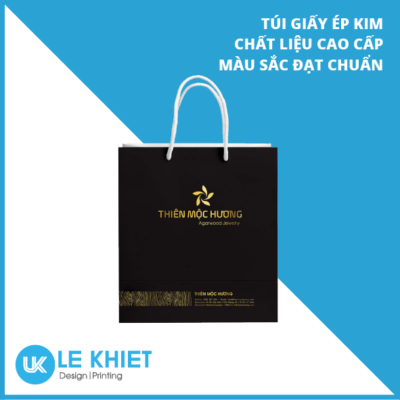 TÚI GIẤY ÉP KIM
CHẤT LIỆU CAO CẤP
MÀU SẮC ĐẠT CHUẨN
THIÊN MỘC HƯƠNG
Agarwood Jewelry
THIÊN MỘC HƯƠNG
LK
LE KHIET
Design|Printing